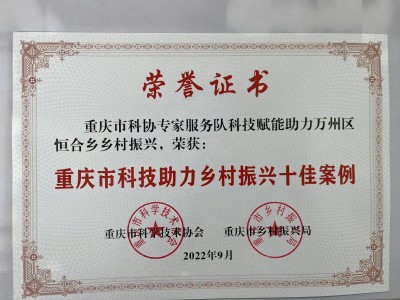 荣誉证书
重庆市科协专家服务队科技赋能助力万州区
恒合乡乡村振兴，荣获：
重庆市科技助力乡村振兴十佳案例
重庆市科学技术协会 重庆市乡村振兴局
2022年9月